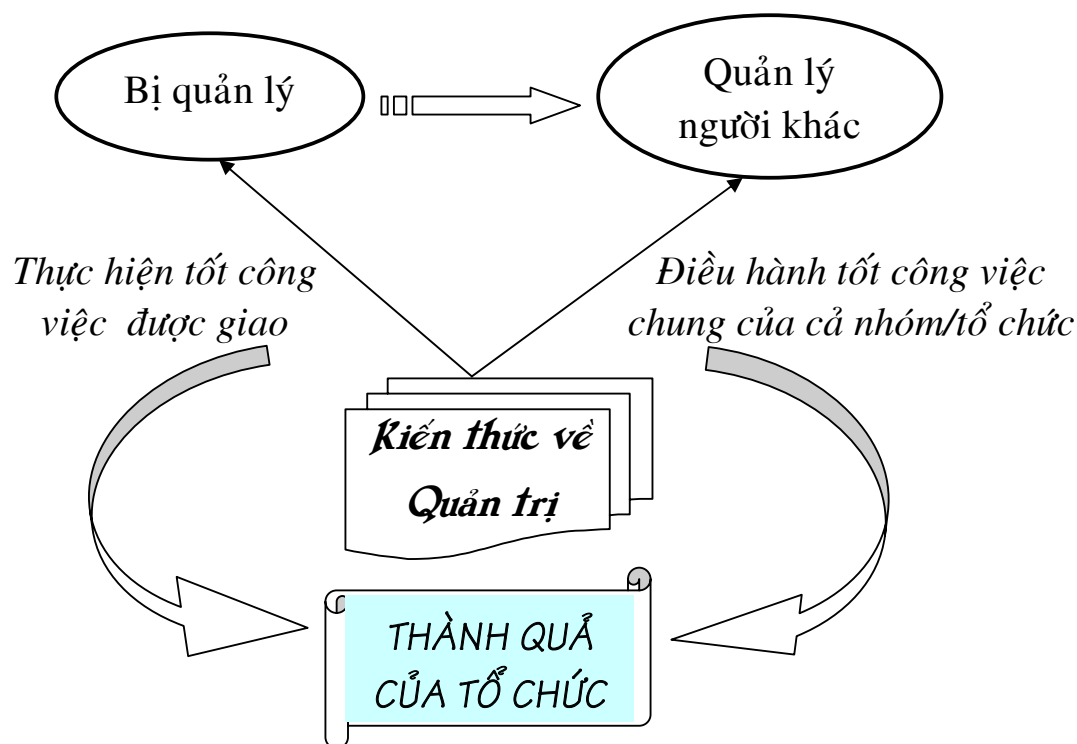 Bị quản lý
Quản lý
người khác
Thực hiện tốt công
việc được giao
Điều hành tốt công việc
chung của cả nhóm/tổ chức
Kiến thức về
Quản trị
THÀNH QUẢ
CỦA TỔ CHỨC